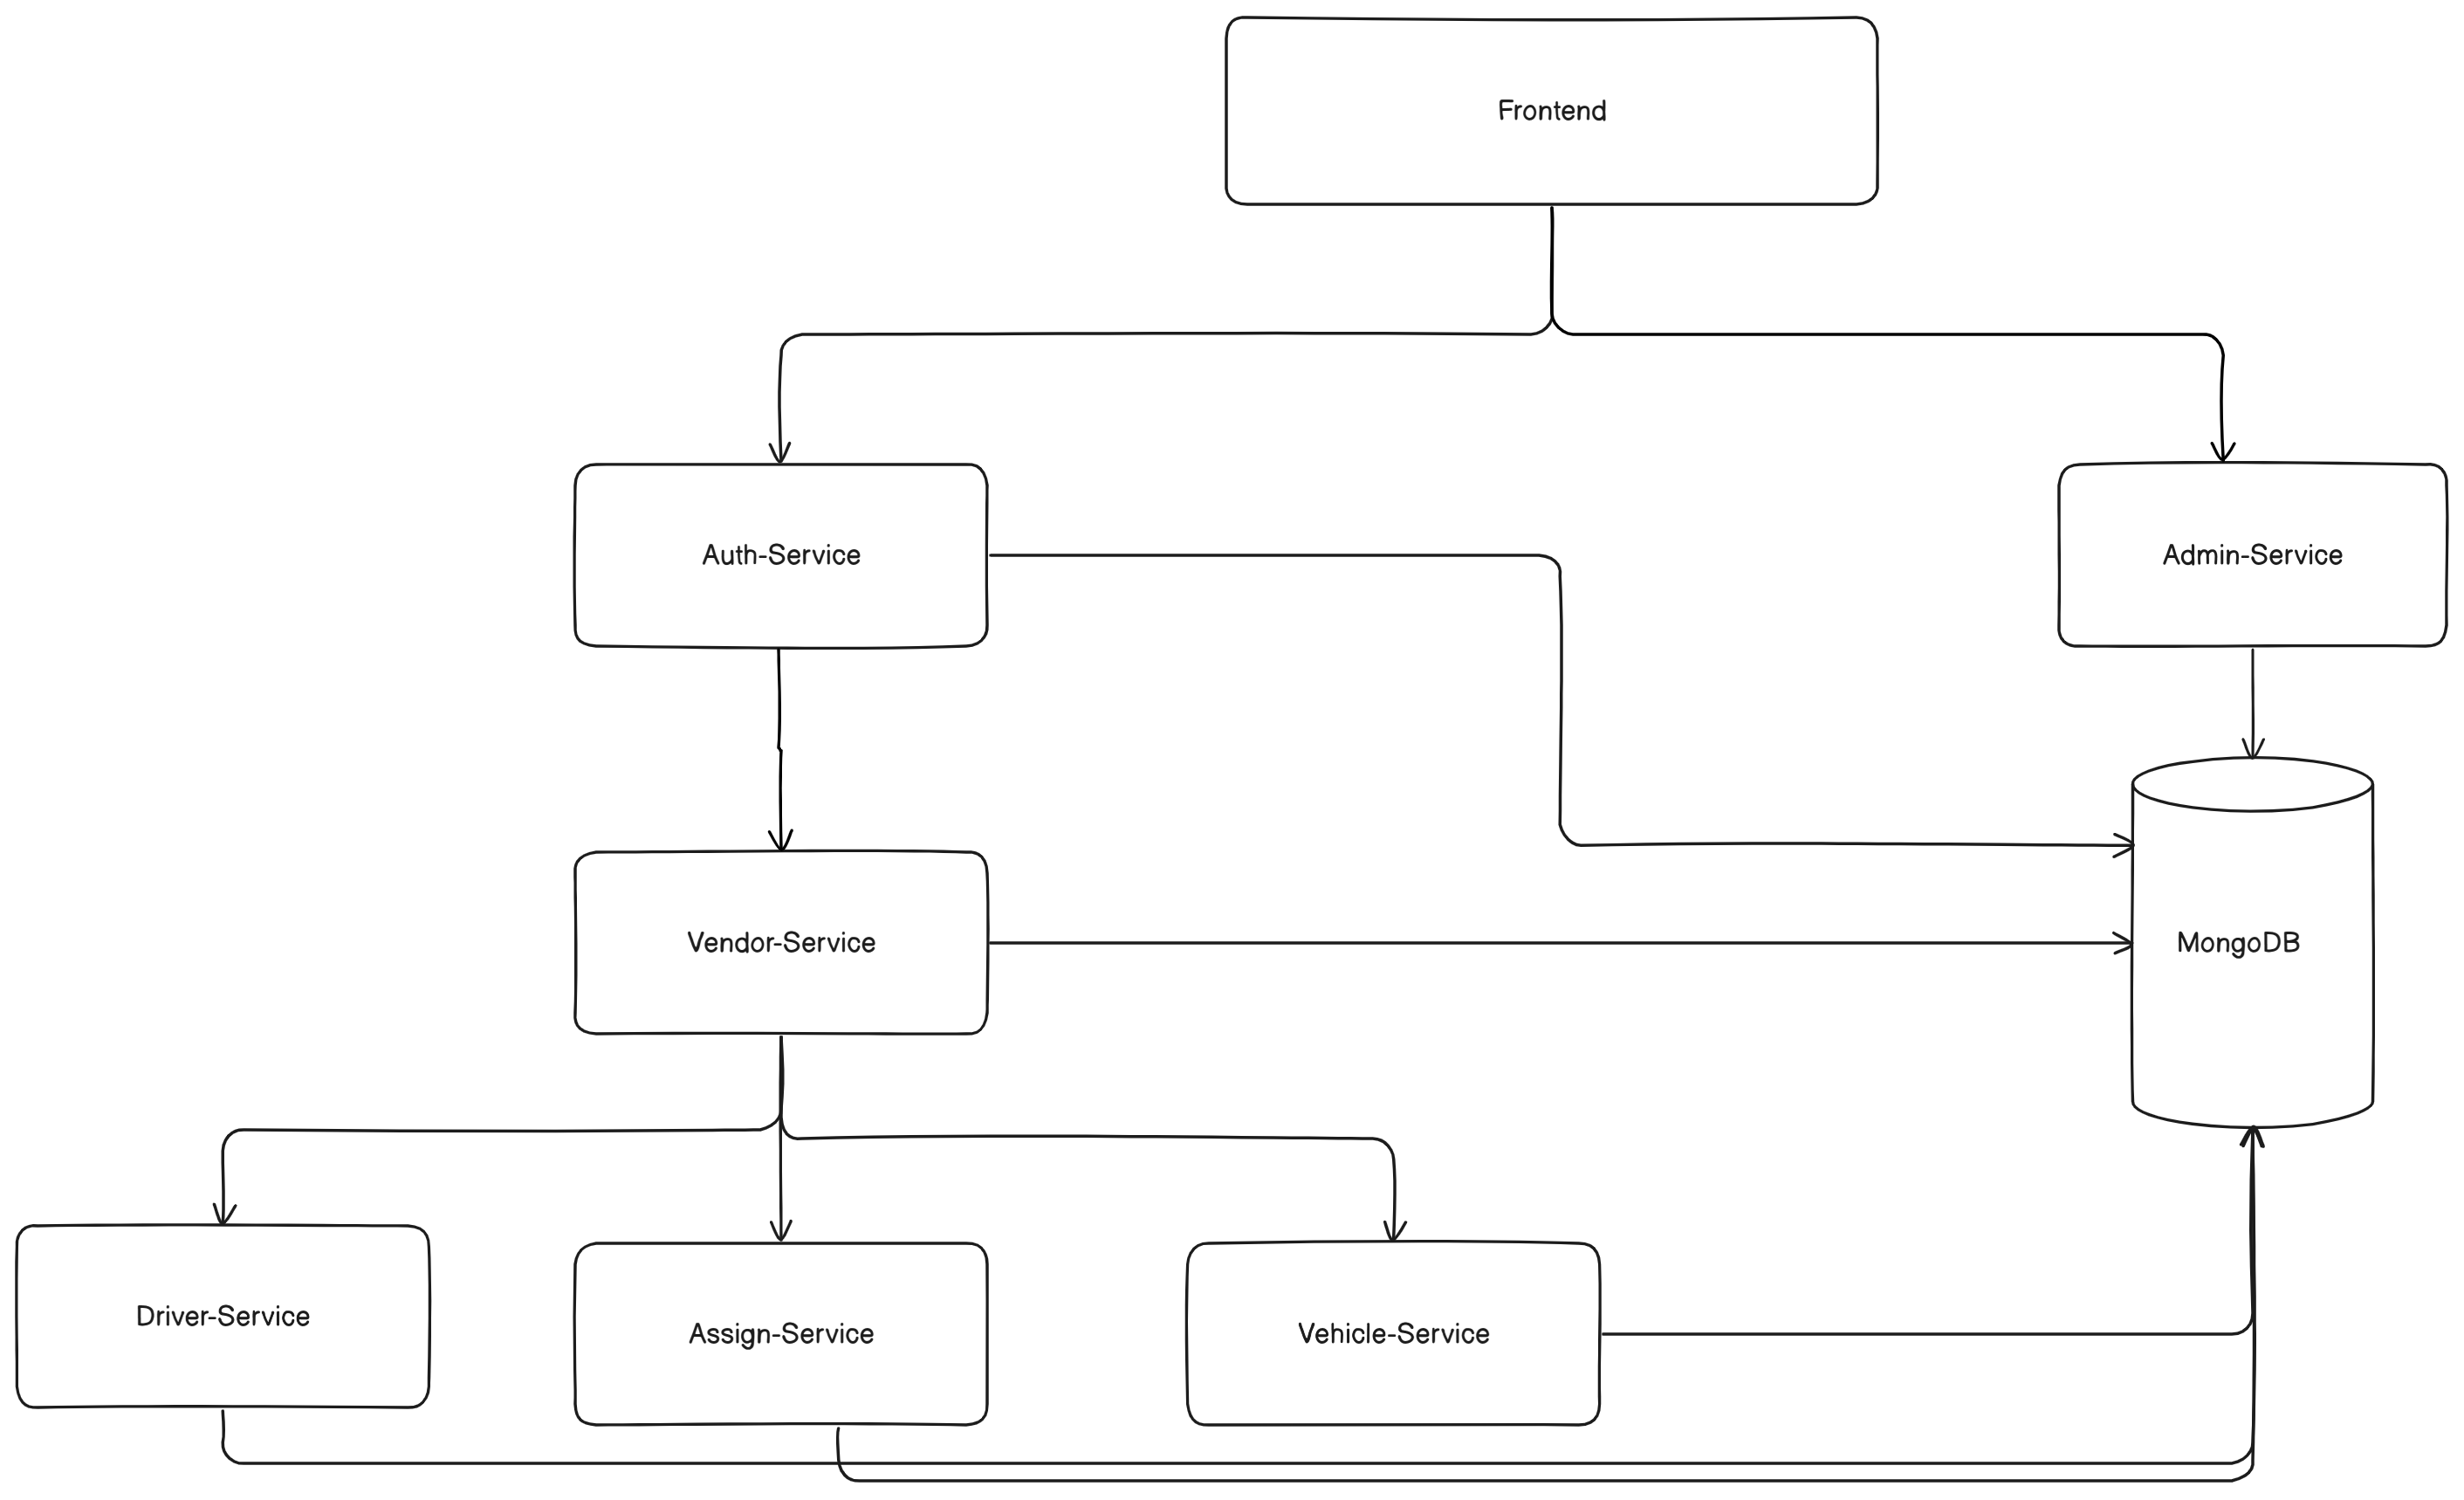 Frontend
Auth-Service
Admin-Service
Vendor-Service
MongoDB
Driver-Service
Assign-Service
Vehicle-Service